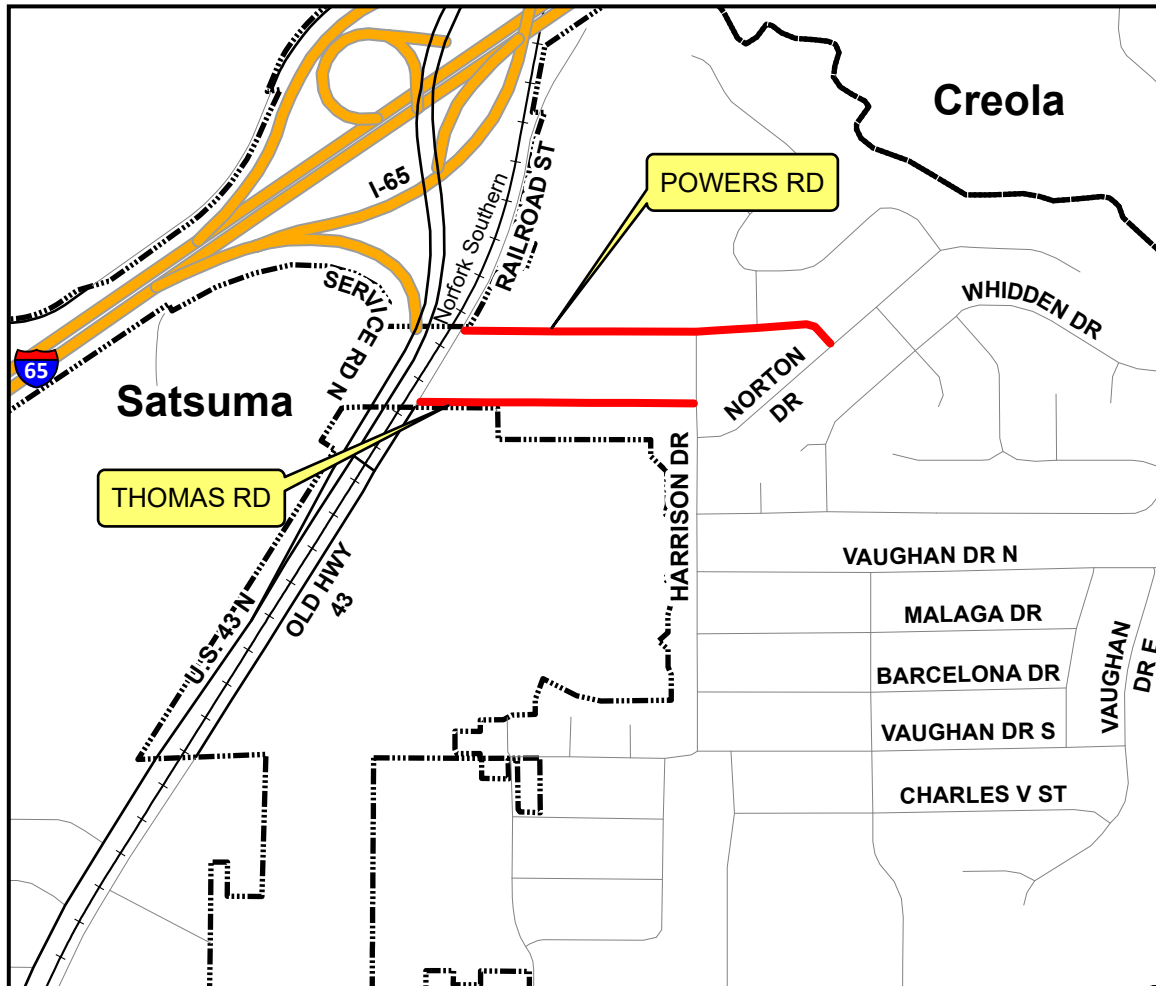 Creola
POWERS RD
I-65
Norfork Southern
RAILROAD ST
SERVICE RD N
WHIDDEN DR
65
Satsuma
NORTON
DR
THOMAS RD
HARRISON DR
OLD HWY
43
U.S. 43 N
VAUGHAN DR N
MALAGA DR
BARCELONA DR
VAUGHAN
DR E
VAUGHAN DR S
CHARLES V ST